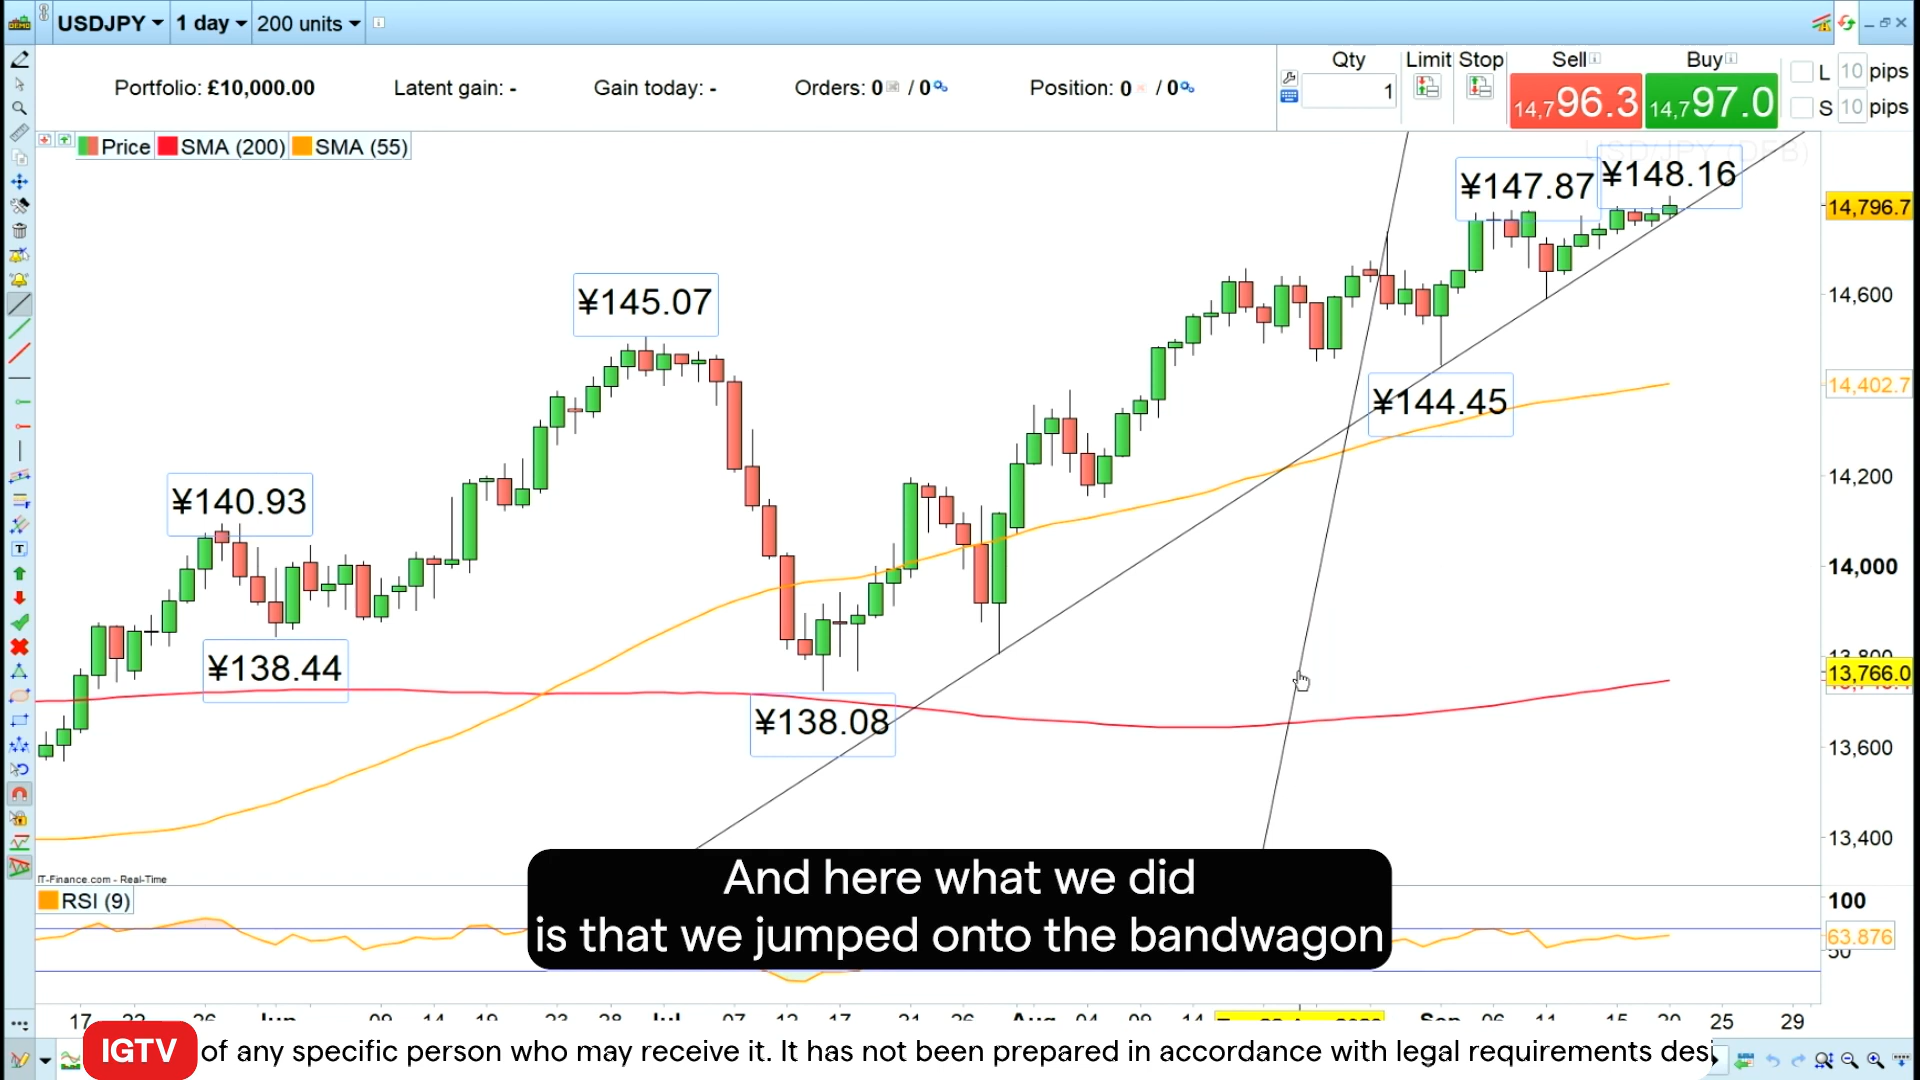 USDJPY
1 day
200 units
Portfolio: £10,000.00
Latent gain: -
Gain today: -
Orders: 0 / 0
Position: 0 / 0
Qty
1
Limit
Stop
Sell
14,796.3
Buy
14,797.0
L 10 pips
S 10 pips
Price
SMA (200)
SMA (55)
¥147.87
¥148.16
14,796.7
¥145.07
14,600
¥144.45
14,402.7
¥140.93
14,200
14,000
¥138.44
13,800
13,766.0
¥138.08
13,600
13,400
IT-Finance.com - Real-Time
RSI (9)
100
63.876
50
And here what we did
is that we jumped onto the bandwagon
17 22 26 Jun 09 14 19 23 28 Jul 07 12 17 21 26 Aug 04 09 14 Sep 06 11 15 20 25 29
IGTV
of any specific person who may receive it. It has not been prepared in accordance with legal requirements desi